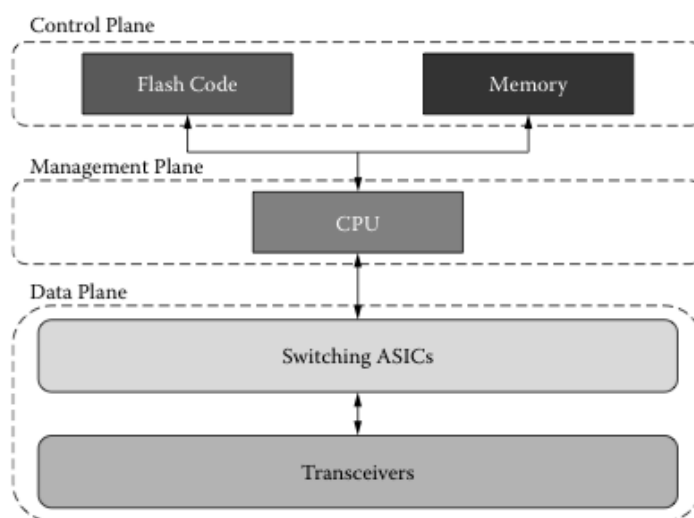 Control Plane
Flash Code
Memory
Management Plane
CPU
Data Plane
Switching ASICs
Transceivers